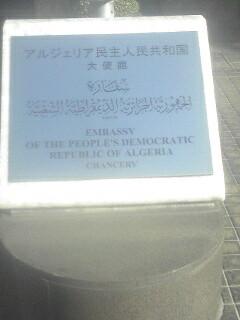 アルジェリア民主人民共和国
大使館
سفارة
الجمهورية الجزائرية الديمقراطية الشعبية
EMBASSY
OF THE PEOPLE'S DEMOCRATIC
REPUBLIC OF ALGERIA
CHANCERY